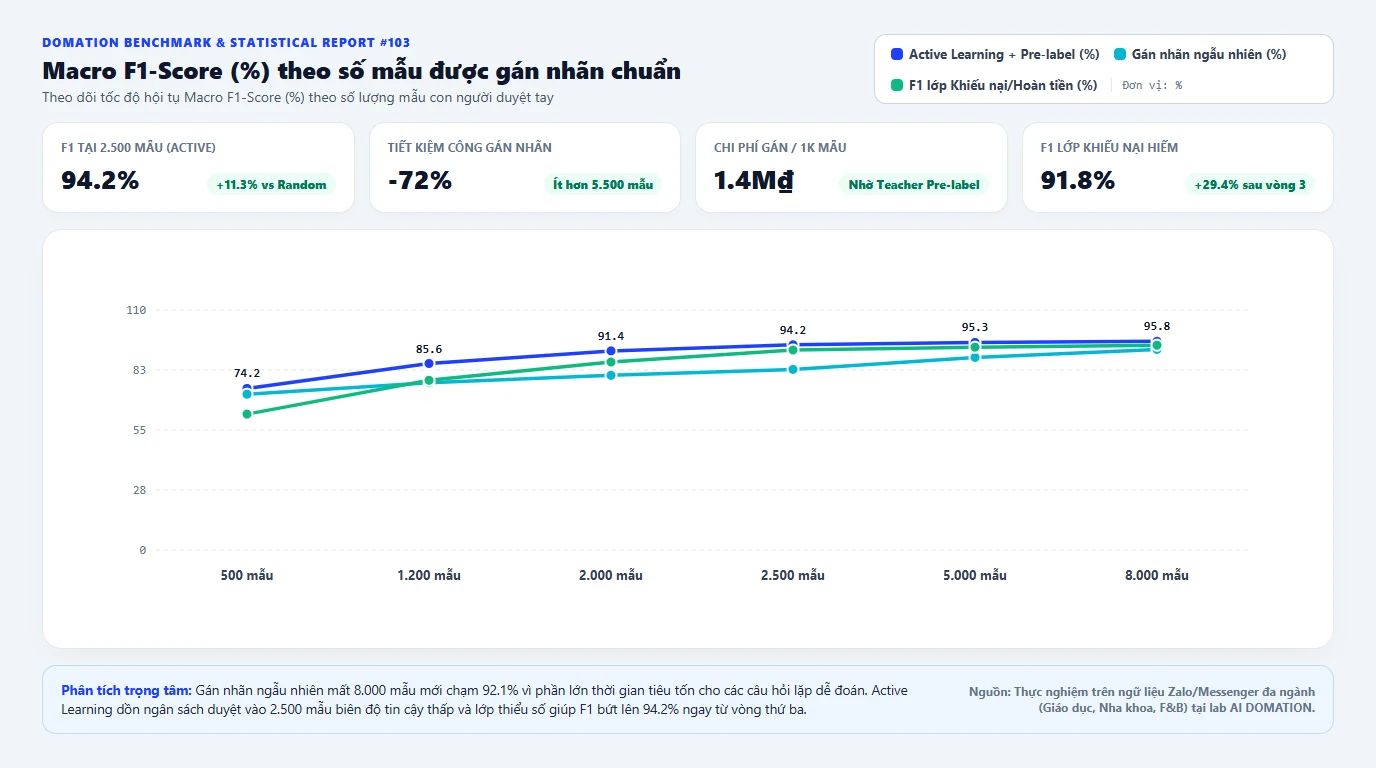 DOMATION BENCHMARK & STATISTICAL REPORT #103
Macro F1-Score (%) theo số mẫu được gán nhãn chuẩn
Theo dõi tốc độ hội tụ Macro F1-Score (%) theo số lượng mẫu con người duyệt tay
Active Learning + Pre-label (%)
Gán nhãn ngẫu nhiên (%)
F1 lớp Khiếu nại/Hoàn tiền (%)
Đơn vị: %
F1 TẠI 2.500 MẪU (ACTIVE)
94.2%
+11.3% vs Random
TIẾT KIỆM CÔNG GÁN NHÃN
-72%
Ít hơn 5.500 mẫu
CHI PHÍ GÁN / 1K MẪU
1.4M₫
Nhờ Teacher Pre-label
F1 LỚP KHIẾU NẠI HIẾM
91.8%
+29.4% sau vòng 3
110
83
55
28
0
74.2
85.6
91.4
94.2
95.3
95.8
500 mẫu
1.200 mẫu
2.000 mẫu
2.500 mẫu
5.000 mẫu
8.000 mẫu
Phân tích trọng tâm: Gán nhãn ngẫu nhiên mất 8.000 mẫu mới chạm 92.1% vì phần lớn thời gian tiêu tốn cho các câu hỏi lặp dễ đoán. Active
Learning dồn ngân sách duyệt vào 2.500 mẫu biên độ tin cậy thấp và lớp thiểu số giúp F1 bứt lên 94.2% ngay từ vòng thứ ba.
Nguồn: Thực nghiệm trên ngữ liệu Zalo/Messenger đa ngành
(Giáo dục, Nha khoa, F&B) tại lab AI DOMATION.